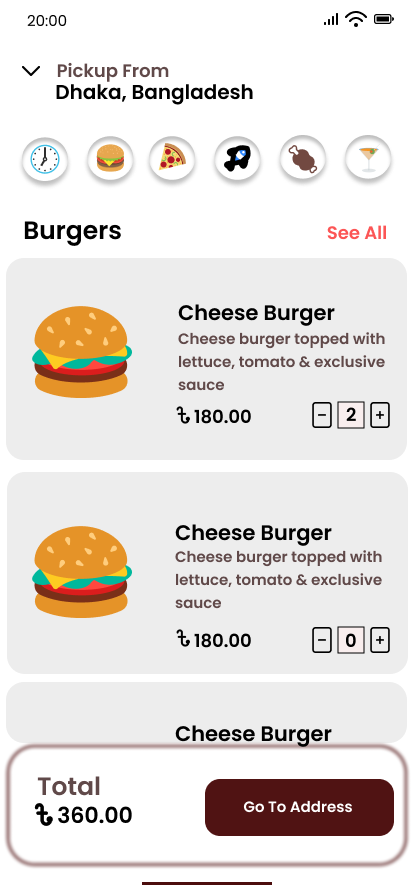 20:00
Pickup From
Dhaka, Bangladesh
Burgers
See All
Cheese Burger
Cheese burger topped with
lettuce, tomato & exclusive
sauce
৳ 180.00
- 2 +
Cheese Burger
Cheese burger topped with
lettuce, tomato & exclusive
sauce
৳ 180.00
- 0 +
Cheese Burger
Total
৳ 360.00
Go To Address